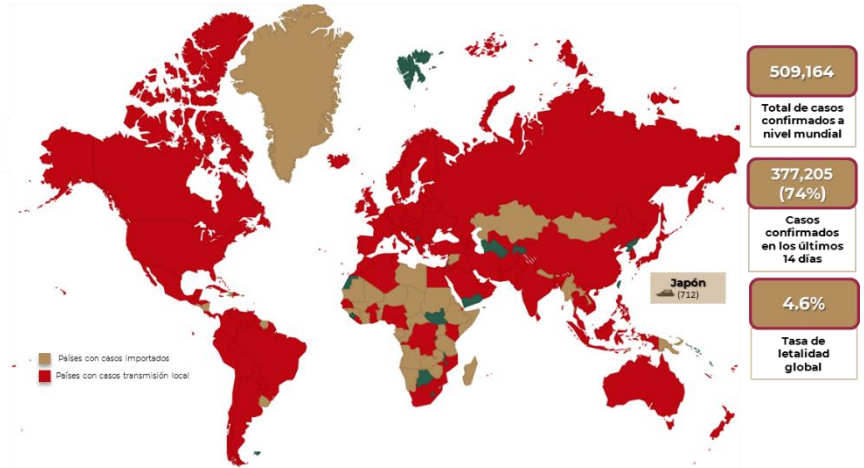 509,164
Total de casos
confirmados a
nivel mundial
377,205
(74%)
Casos
confirmados
en los últimos
14 días
Japón
(712)
4.6%
Tasa de
letalidad
global
Países con casos importados
Países con casos transmisión local